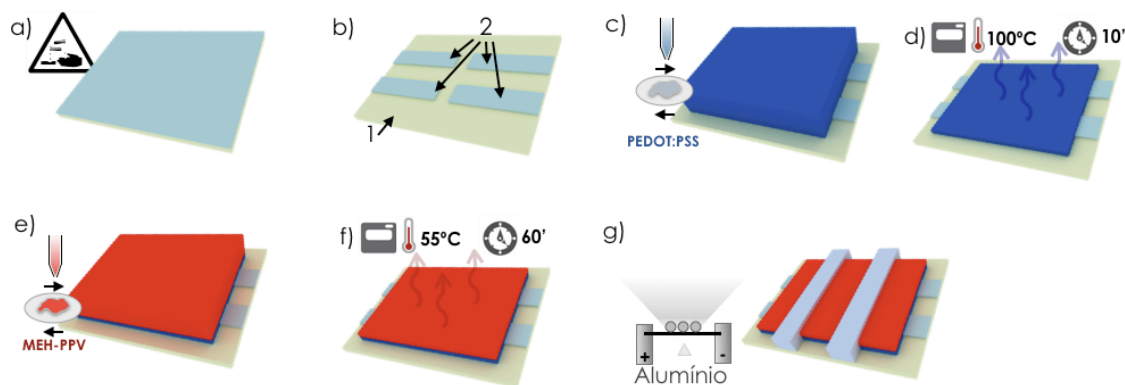 a)
b)
2
1
c)
PEDOT:PSS
d)
100ºC
10’
e)
MEH-PPV
f)
55ºC
60’
g)
+
-
Alumínio